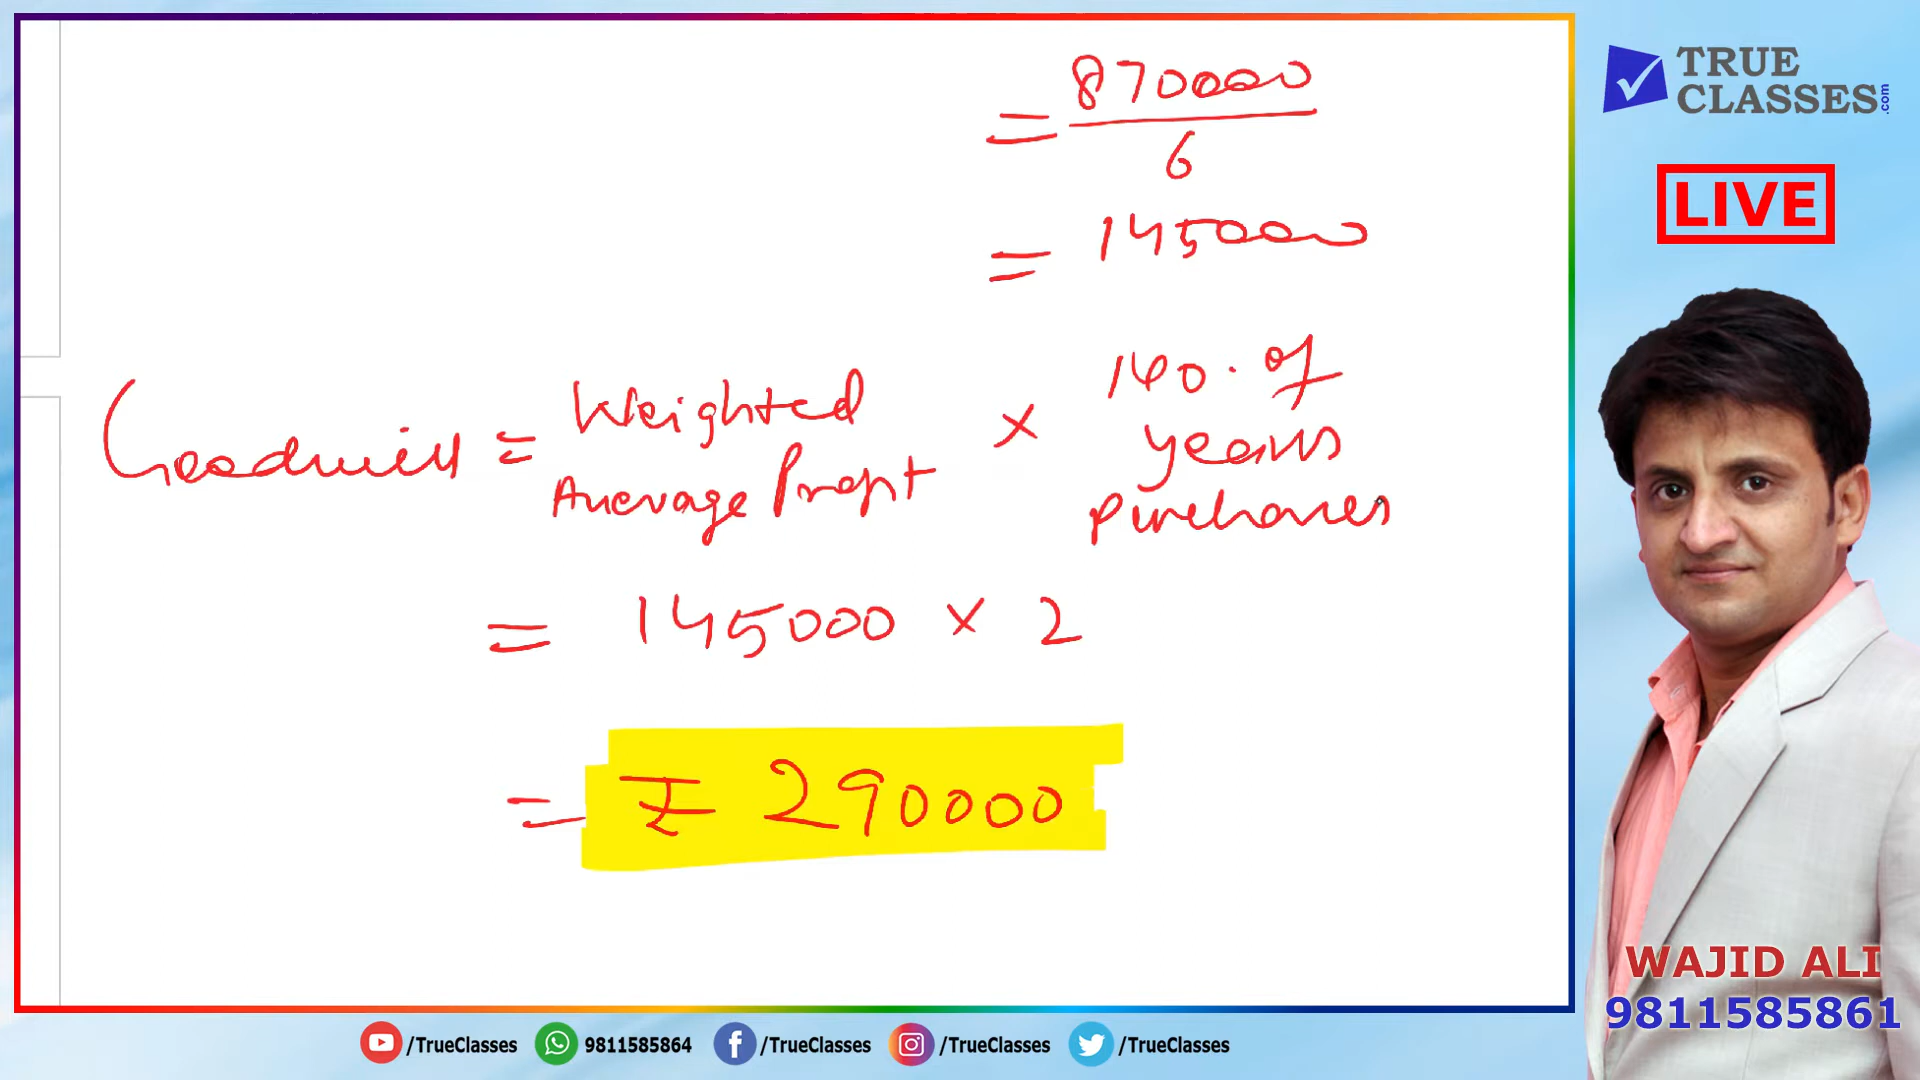 = 870000
6
= 145000
Goodwill = Weighted Average Profit × No. of years purchases
= 145000 × 2
= ₹ 290000
TRUE
CLASSES.com
LIVE
WAJID ALI
9811585861
/TrueClasses 9811585864 /TrueClasses /TrueClasses /TrueClasses